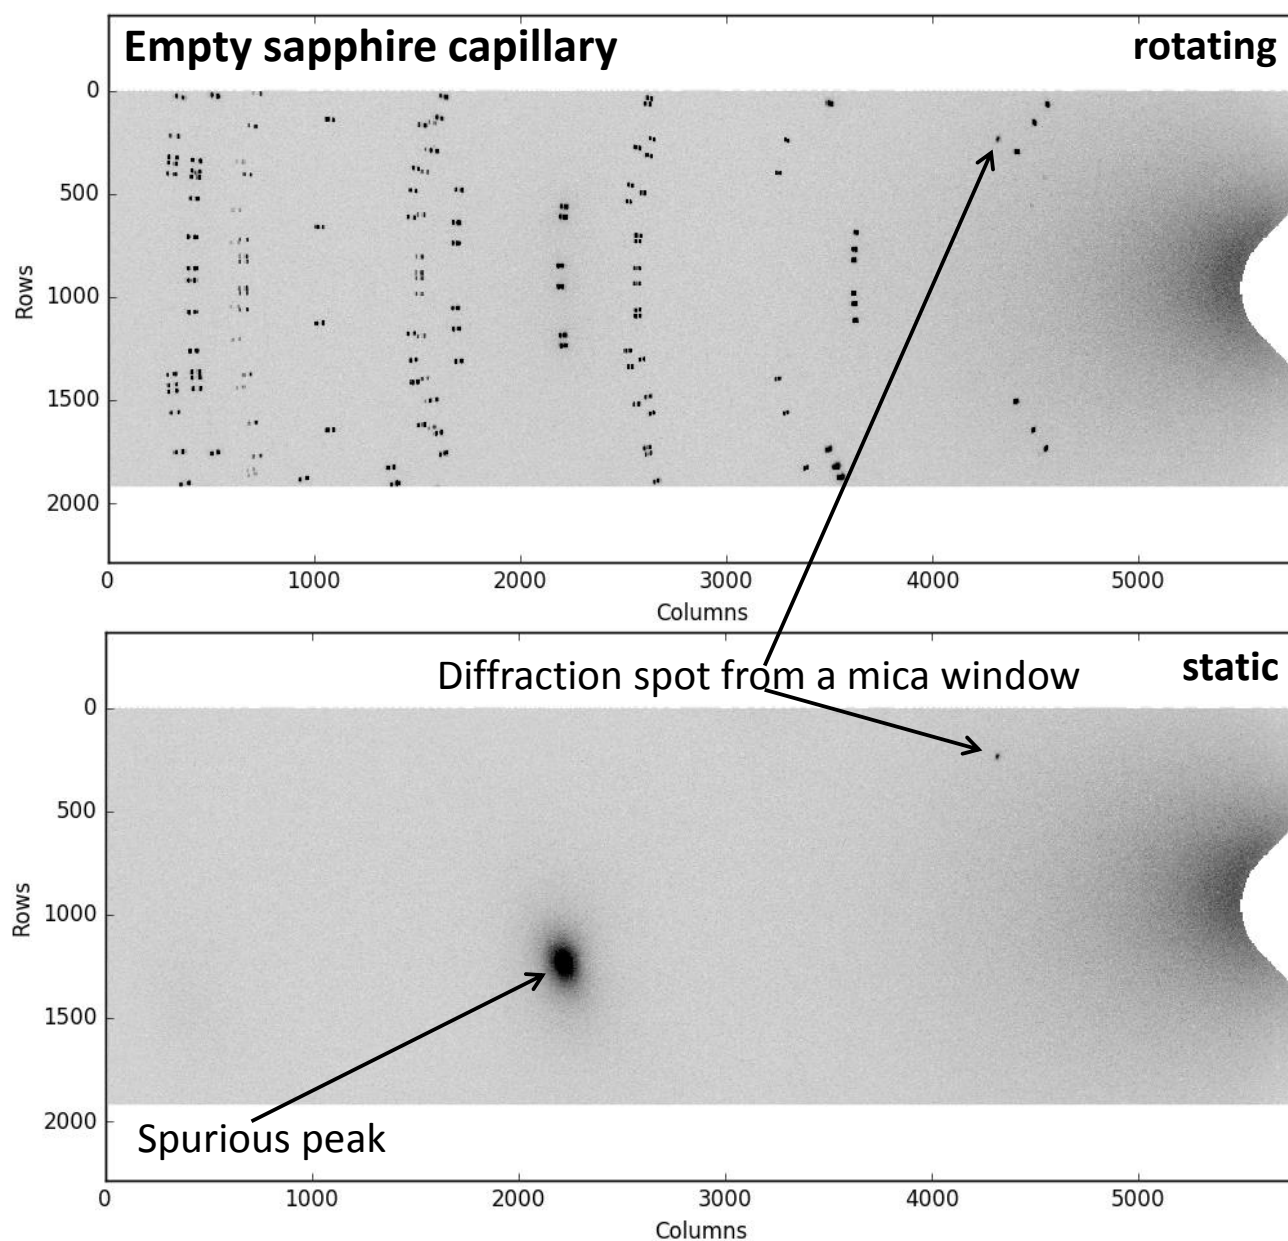 Empty sapphire capillary
rotating
0
500
1000
1500
2000
Rows
0 1000 2000 3000 4000 5000
Columns
Diffraction spot from a mica window
static
0
500
1000
1500
2000
Rows
Spurious peak
0 1000 2000 3000 4000 5000
Columns